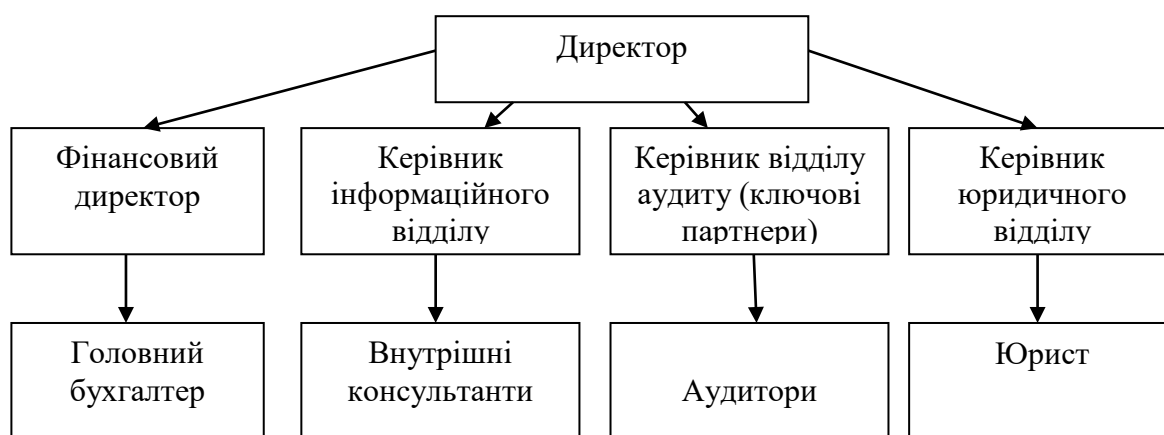 Директор
Фінансовий
директор
Керівник
інформаційного
відділу
Керівник відділу
аудиту (ключові
партнери)
Керівник
юридичного
відділу
Головний
бухгалтер
Внутрішні
консультанти
Аудитори
Юрист